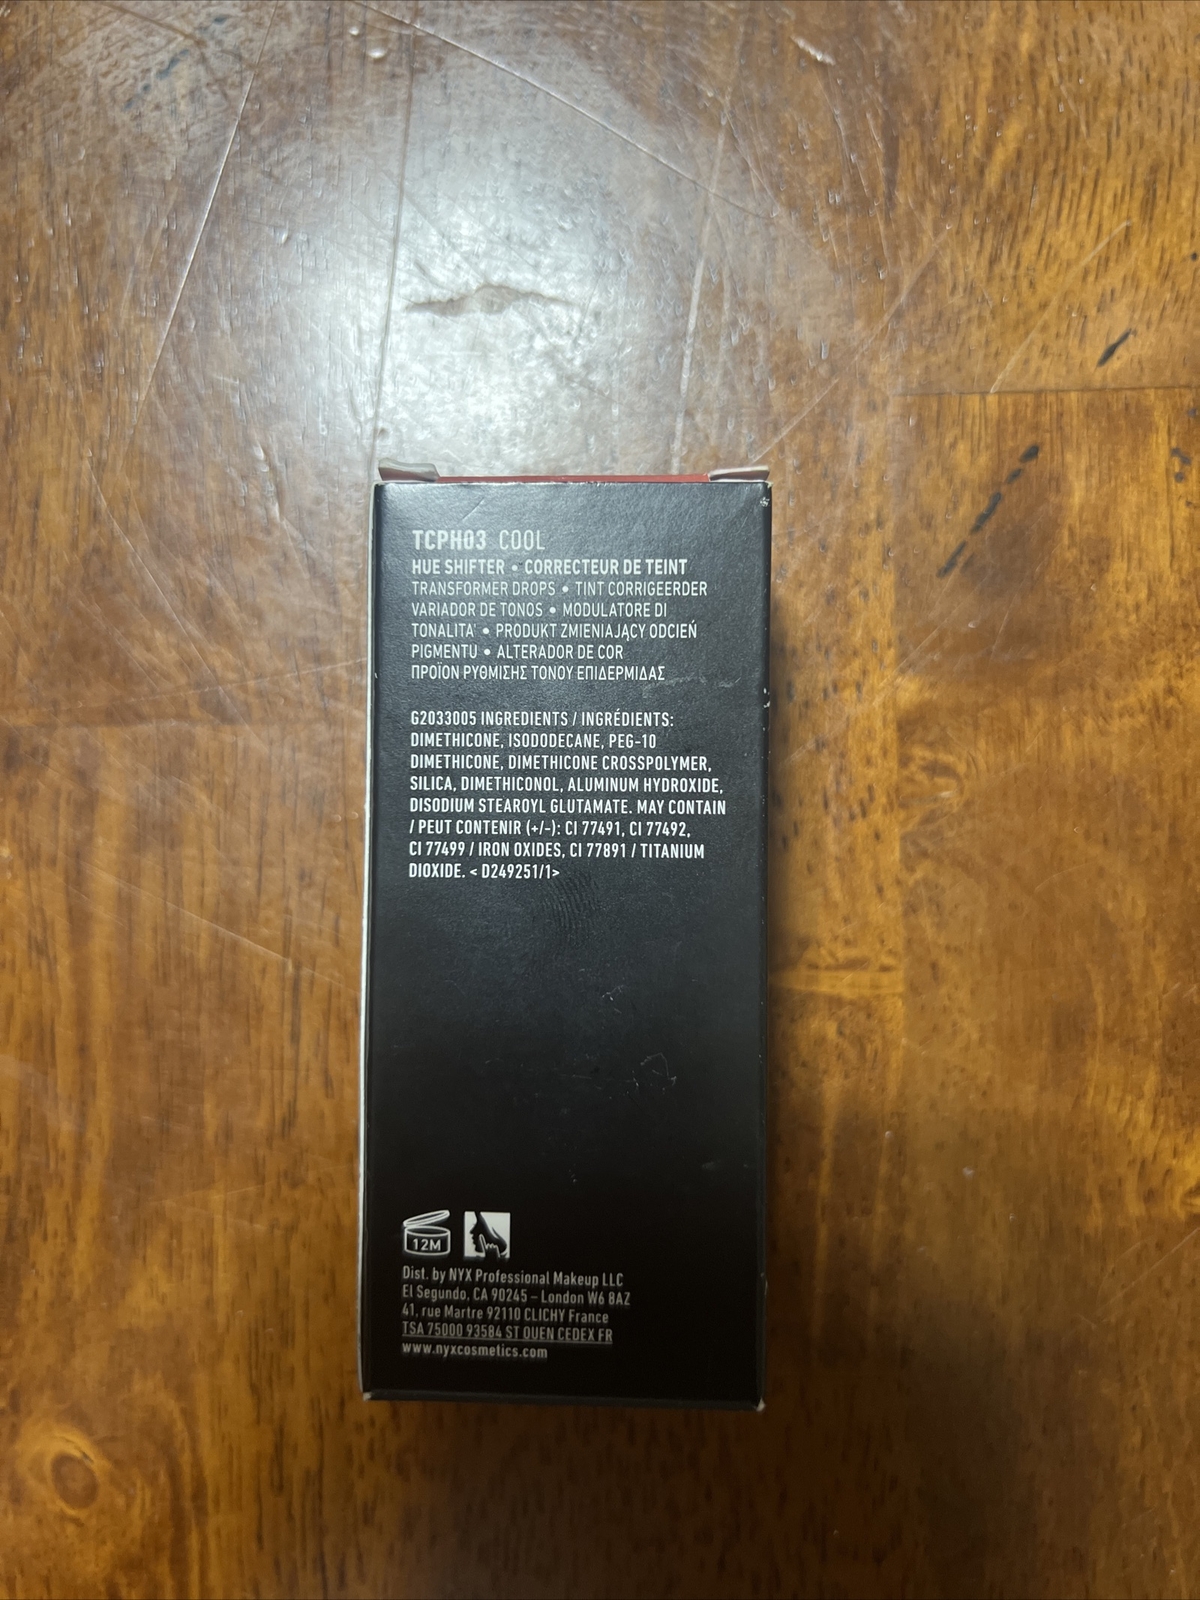 TCPH03 COOL
HUE SHIFTER • CORRECTEUR DE TEINT
TRANSFORMER DROPS • TINT CORRIGEERDER
VARIADOR DE TONOS • MODULATORE DI
TONALITA' • PRODUKT ZMIENIAJĄCY ODCIEŃ
PIGMENTU • ALTERADOR DE COR
ΠΡΟΪΟΝ ΡΥΘΜΙΣΗΣ ΤΟΝΟΥ ΕΠΙΔΕΡΜΙΔΑΣ
G2033005 INGREDIENTS / INGRÉDIENTS:
DIMETHICONE, ISODODECANE, PEG-10
DIMETHICONE, DIMETHICONE CROSSPOLYMER,
SILICA, DIMETHICONOL, ALUMINUM HYDROXIDE,
DISODIUM STEAROYL GLUTAMATE. MAY CONTAIN
/ PEUT CONTENIR (+/-): CI 77491, CI 77492,
CI 77499 / IRON OXIDES, CI 77891 / TITANIUM
DIOXIDE. < D249251/1>
12M
Dist. by NYX Professional Makeup LLC
El Segundo, CA 90245 – London W6 8AZ
41, rue Martre 92110 CLICHY France
TSA 75000 93584 ST OUEN CEDEX FR
www.nyxcosmetics.com